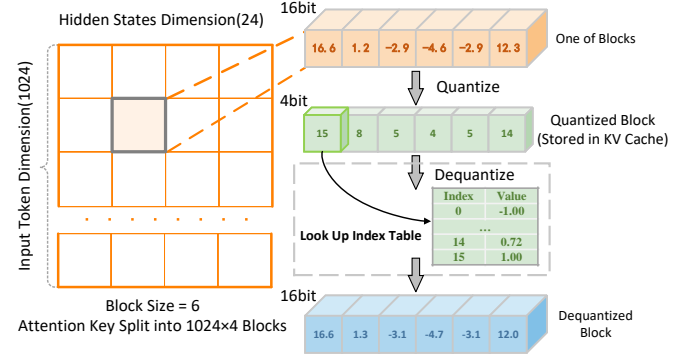 Hidden States Dimension(24)
Input Token Dimension(1024)
Block Size = 6
Attention Key Split into 1024×4 Blocks
16bit
16.6 1.2 -2.9 -4.6 -2.9 12.3
One of Blocks
Quantize
4bit
15 8 5 4 5 14
Quantized Block
(Stored in KV Cache)
Dequantize
Look Up Index Table
Index Value
0 -1.00
...
14 0.72
15 1.00
16bit
16.6 1.3 -3.1 -4.7 -3.1 12.0
Dequantized
Block